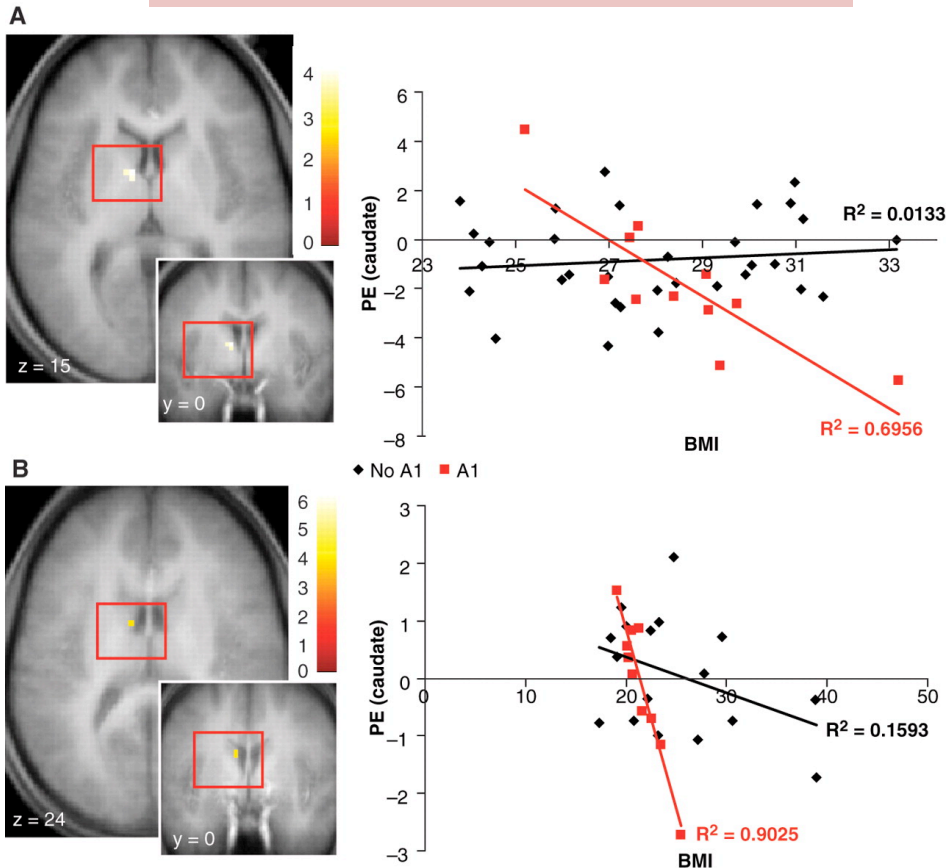 A
4
3
2
1
0
z = 15
y = 0
PE (caudate)
6
4
2
0
−2
−4
−6
−8
23
25
27
29
31
33
R² = 0.0133
R² = 0.6956
BMI
No A1
A1
B
6
5
4
3
2
1
0
z = 24
y = 0
PE (caudate)
3
2
1
0
−1
−2
−3
0
10
20
30
40
50
R² = 0.1593
R² = 0.9025
BMI